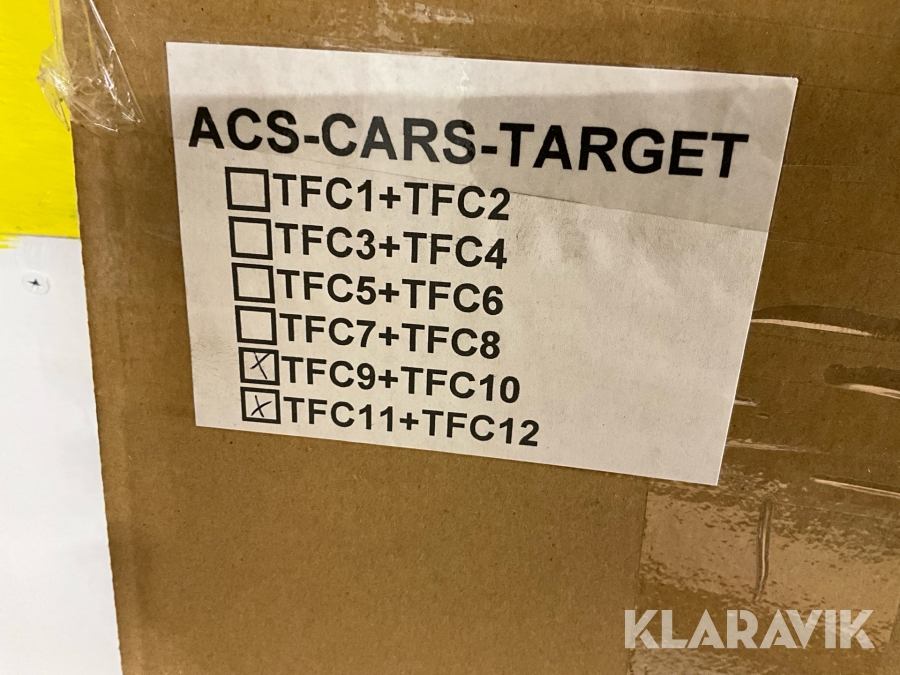 ACS-CARS-TARGET
☐ TFC1+TFC2
☐ TFC3+TFC4
☐ TFC5+TFC6
☐ TFC7+TFC8
☒ TFC9+TFC10
☒ TFC11+TFC12
KLARAVIK